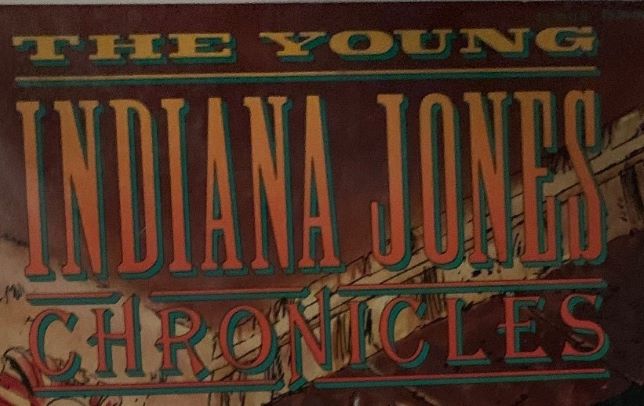 THE YOUNG
INDIANA JONES
CHRONICLES